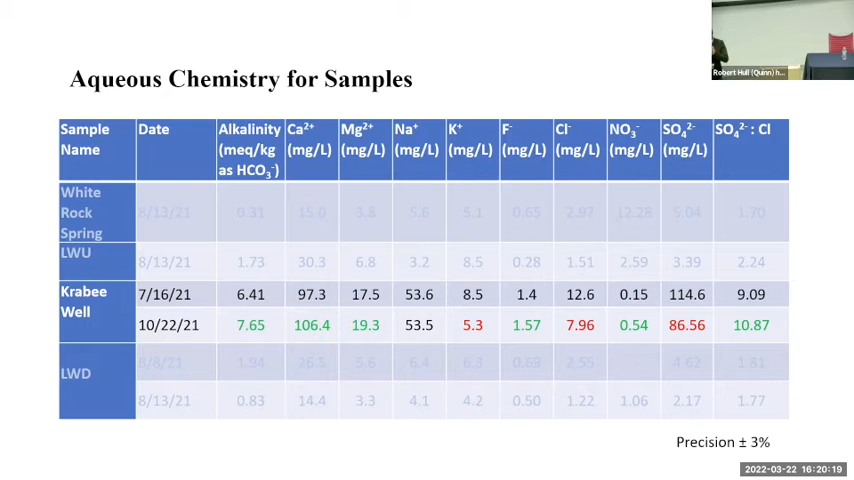 Robert Hull (Quinn) h...
Aqueous Chemistry for Samples
Sample Name Date Alkalinity (meq/kg as HCO₃⁻) Ca²⁺ (mg/L) Mg²⁺ (mg/L) Na⁺ (mg/L) K⁺ (mg/L) F⁻ (mg/L) Cl⁻ (mg/L) NO₃⁻ (mg/L) SO₄²⁻ (mg/L) SO₄²⁻ : Cl
White Rock Spring 8/13/21 0.31 15.0 3.8 5.6 5.1 0.65 2.97 12.28 5.04 1.70
LWU 8/13/21 1.73 30.3 6.8 3.2 8.5 0.28 1.51 2.59 3.39 2.24
Krabee Well 7/16/21 6.41 97.3 17.5 53.6 8.5 1.4 12.6 0.15 114.6 9.09
10/22/21 7.65 106.4 19.3 53.5 5.3 1.57 7.96 0.54 86.56 10.87
LWD 8/8/21 1.94 26.5 5.6 6.4 6.3 2.55 4.62 1.81
8/13/21 0.83 14.4 3.3 4.1 4.2 0.50 1.22 1.06 2.17 1.77
Precision ± 3%
2022-03-22 16:20:19